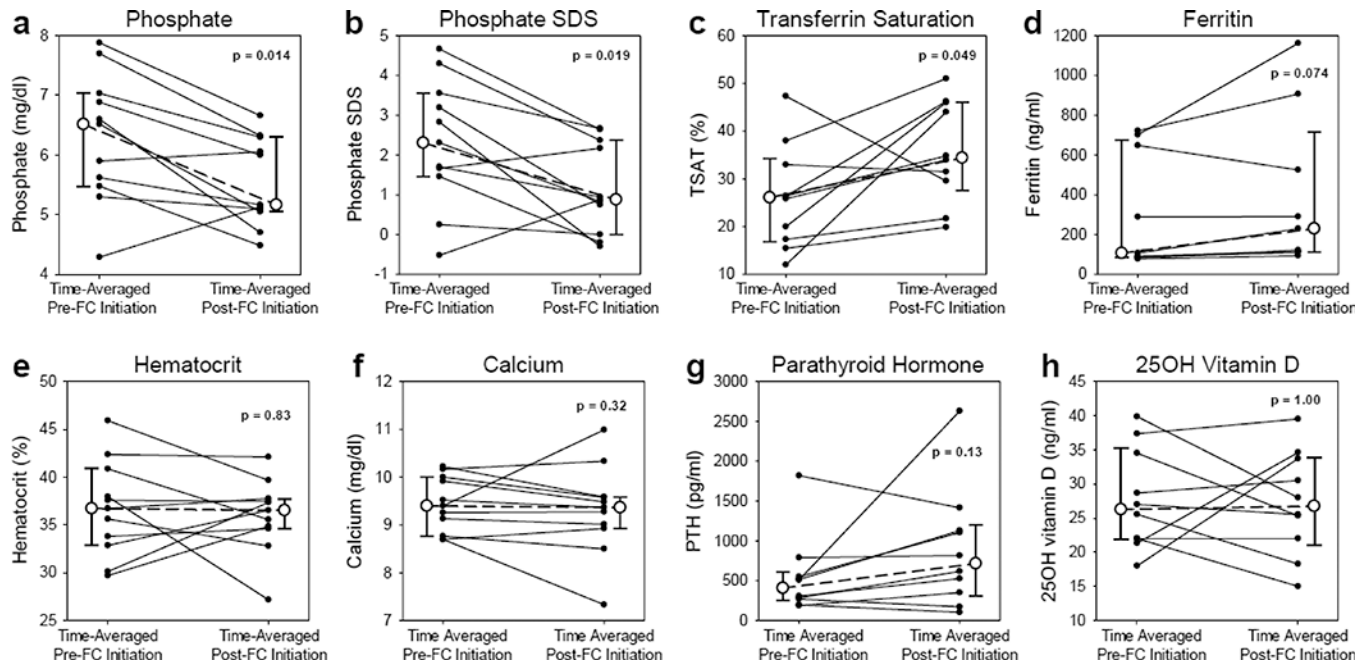 a Phosphate
Phosphate (mg/dl)
8
7
6
5
4
p = 0.014
Time-Averaged Time-Averaged
Pre-FC Initiation Post-FC Initiation
b Phosphate SDS
Phosphate SDS
5
4
3
2
1
0
-1
p = 0.019
Time-Averaged Time-Averaged
Pre-FC Initiation Post-FC Initiation
c Transferrin Saturation
TSAT (%)
60
50
40
30
20
10
p = 0.049
Time-Averaged Time-Averaged
Pre-FC Initiation Post-FC Initiation
d Ferritin
Ferritin (ng/ml)
1200
1000
800
600
400
200
0
p = 0.074
Time-Averaged Time-Averaged
Pre-FC Initiation Post-FC Initiation
e Hematocrit
Hematocrit (%)
50
45
40
35
30
25
p = 0.83
Time-Averaged Time-Averaged
Pre-FC Initiation Post-FC Initiation
f Calcium
Calcium (mg/dl)
12
11
10
9
8
7
p = 0.32
Time-Averaged Time-Averaged
Pre-FC Initiation Post-FC Initiation
g Parathyroid Hormone
PTH (pg/ml)
3000
2500
2000
1500
1000
500
0
p = 0.13
Time Averaged Time Averaged
Pre-FC Initiation Post-FC Initiation
h 25OH Vitamin D
25OH vitamin D (ng/ml)
45
40
35
30
25
20
15
10
p = 1.00
Time-Averaged Time-Averaged
Pre-FC Initiation Post-FC Initiation